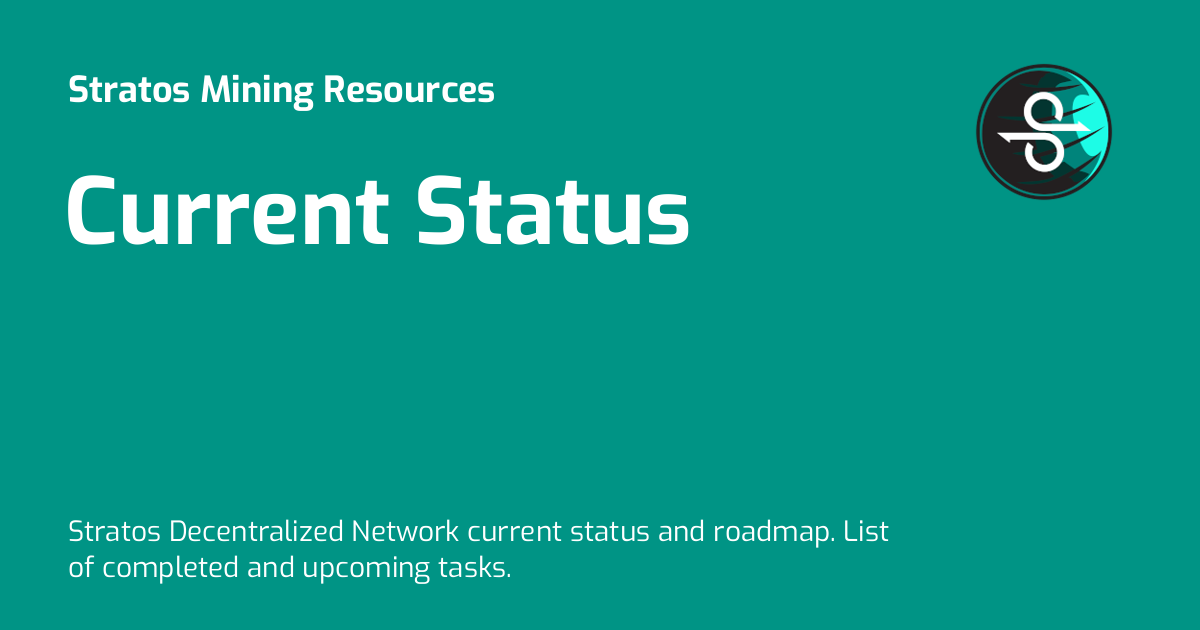 Stratos Mining Resources
Current Status
Stratos Decentralized Network current status and roadmap. List
of completed and upcoming tasks.